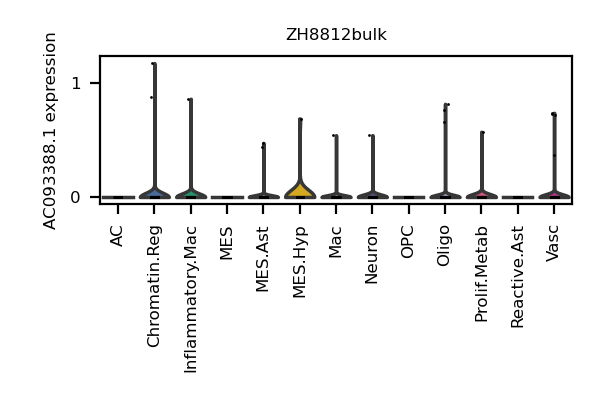 ZH8812bulk
AC093388.1 expression
1
0
AC
Chromatin.Reg
Inflammatory.Mac
MES
MES.Ast
MES.Hyp
Mac
Neuron
OPC
Oligo
Prolif.Metab
Reactive.Ast
Vasc